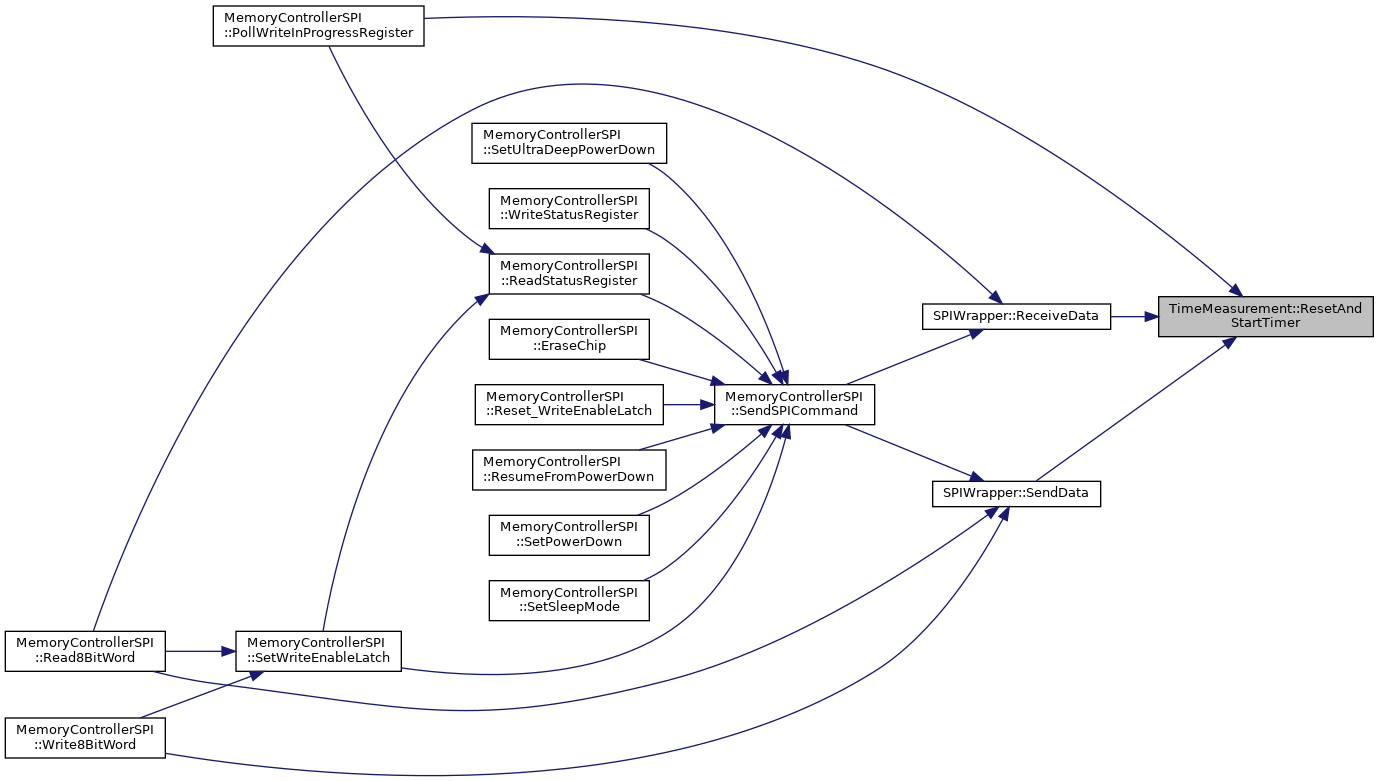 MemoryControllerSPI
::PollWriteInProgressRegister
MemoryControllerSPI
::SetUltraDeepPowerDown
MemoryControllerSPI
::WriteStatusRegister
MemoryControllerSPI
::ReadStatusRegister
SPIWrapper::ReceiveData
TimeMeasurement::ResetAnd
StartTimer
MemoryControllerSPI
::EraseChip
MemoryControllerSPI
::Reset_WriteEnableLatch
MemoryControllerSPI
::SendSPICommand
MemoryControllerSPI
::ResumeFromPowerDown
SPIWrapper::SendData
MemoryControllerSPI
::SetPowerDown
MemoryControllerSPI
::SetSleepMode
MemoryControllerSPI
::Read8BitWord
MemoryControllerSPI
::SetWriteEnableLatch
MemoryControllerSPI
::Write8BitWord